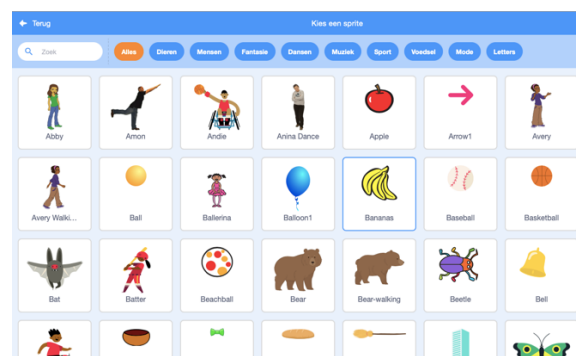 Terug
Kies een sprite
Zoek
Alles Dieren Mensen Fantasie Dansen Muziek Sport Voedsel Mode Letters
Abby Amon Andie Anina Dance Apple Arrow1 Avery
Avery Walki... Ball Ballerina Balloon1 Bananas Baseball Basketball
Bat Batter Beachball Bear Bear-walking Beetle Bell